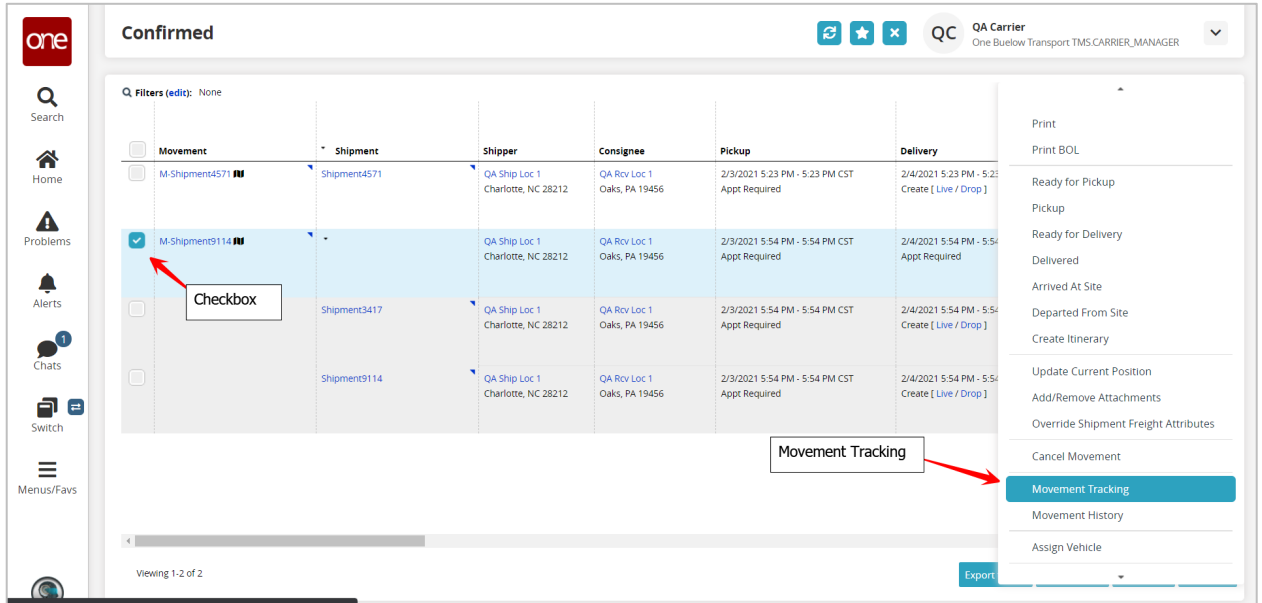 one
Confirmed
QC
QA Carrier
One Buelow Transport TMS.CARRIER_MANAGER
Search
Home
Problems
Alerts
1
Chats
Switch
Menus/Favs
Filters (edit): None
Movement Shipment Shipper Consignee Pickup Delivery
M-Shipment4571 Shipment4571 QA Ship Loc 1 QA Rcv Loc 1 2/3/2021 5:23 PM - 5:23 PM CST 2/4/2021 5:23 PM - 5:23
Charlotte, NC 28212 Oaks, PA 19456 Appt Required Create [ Live / Drop ]
M-Shipment9114 QA Ship Loc 1 QA Rcv Loc 1 2/3/2021 5:54 PM - 5:54 PM CST 2/4/2021 5:54 PM - 5:54
Charlotte, NC 28212 Oaks, PA 19456 Appt Required Appt Required
Checkbox
Shipment3417 QA Ship Loc 1 QA Rcv Loc 1 2/3/2021 5:54 PM - 5:54 PM CST 2/4/2021 5:54 PM - 5:54
Charlotte, NC 28212 Oaks, PA 19456 Appt Required Create [ Live / Drop ]
Shipment9114 QA Ship Loc 1 QA Rcv Loc 1 2/3/2021 5:54 PM - 5:54 PM CST 2/4/2021 5:54 PM - 5:54
Charlotte, NC 28212 Oaks, PA 19456 Appt Required Create [ Live / Drop ]
Movement Tracking
Viewing 1-2 of 2
Export
Print
Print BOL
Ready for Pickup
Pickup
Ready for Delivery
Delivered
Arrived At Site
Departed From Site
Create Itinerary
Update Current Position
Add/Remove Attachments
Override Shipment Freight Attributes
Cancel Movement
Movement Tracking
Movement History
Assign Vehicle